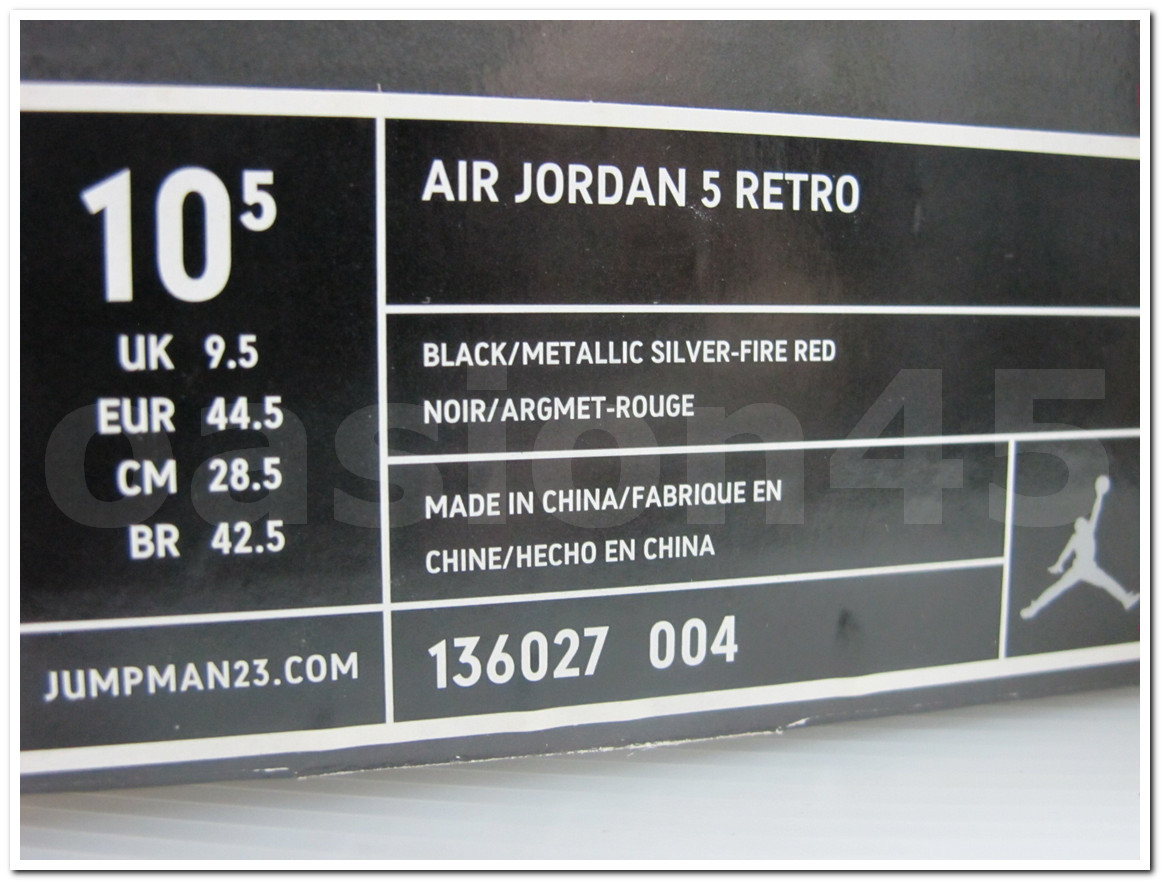 10⁵
UK 9.5
EUR 44.5
CM 28.5
BR 42.5
JUMPMAN23.COM
AIR JORDAN 5 RETRO
BLACK/METALLIC SILVER-FIRE RED
NOIR/ARGMET-ROUGE
MADE IN CHINA/FABRIQUE EN
CHINE/HECHO EN CHINA
136027 004
oasion45